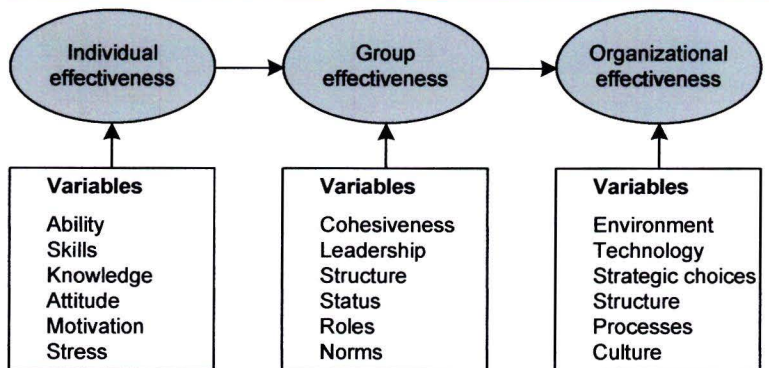 Individual
effectiveness
Group
effectiveness
Organizational
effectiveness
Variables
Ability
Skills
Knowledge
Attitude
Motivation
Stress
Variables
Cohesiveness
Leadership
Structure
Status
Roles
Norms
Variables
Environment
Technology
Strategic choices
Structure
Processes
Culture